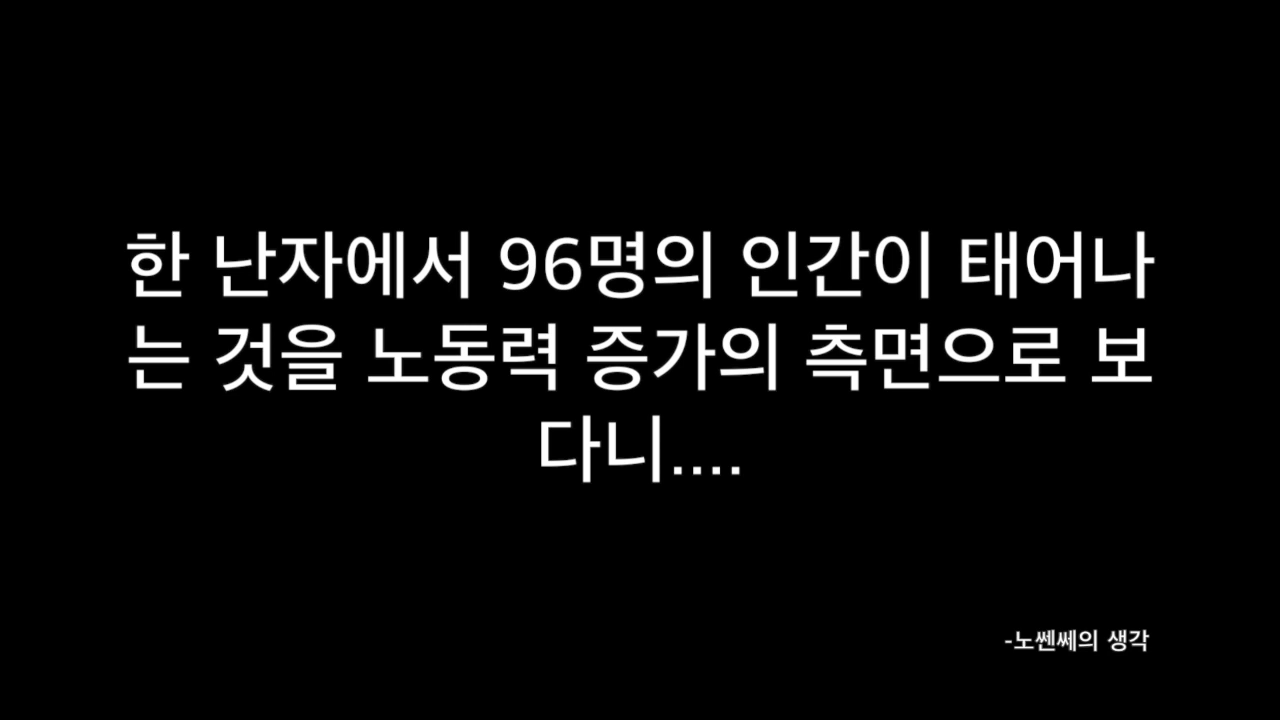 한 난자에서 96명의 인간이 태어나
는 것을 노동력 증가의 측면으로 보
다니....
-노쎈쎄의 생각